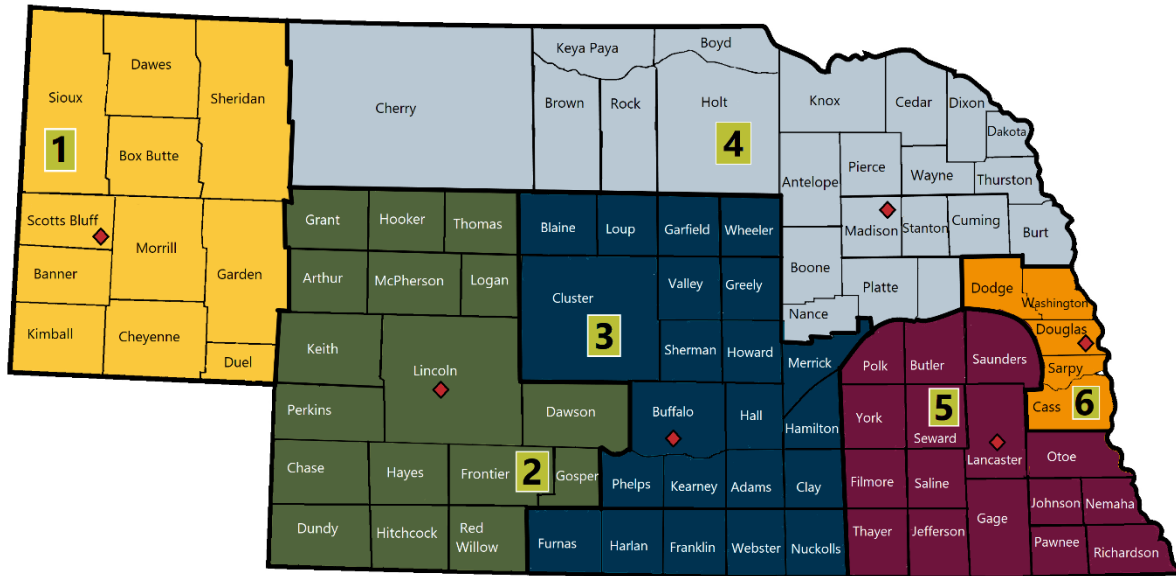 Sioux
Dawes
Sheridan
1
Box Butte
Scotts Bluff
Morrill
Banner
Garden
Kimball
Cheyenne
Duel
Cherry
Keya Paya
Boyd
Brown
Rock
Holt
4
Knox
Cedar
Dixon
Dakota
Antelope
Pierce
Wayne
Thurston
Madison
Stanton
Cuming
Burt
Boone
Platte
Nance
Grant
Hooker
Thomas
Arthur
McPherson
Logan
Keith
Lincoln
Perkins
Dawson
Chase
Hayes
Frontier
2
Gosper
Dundy
Hitchcock
Red
Willow
Blaine
Loup
Garfield
Wheeler
Cluster
Valley
Greely
3
Sherman
Howard
Merrick
Buffalo
Hall
Hamilton
Phelps
Kearney
Adams
Clay
Furnas
Harlan
Franklin
Webster
Nuckolls
Polk
Butler
Saunders
York
5
Seward
Lancaster
Otoe
Filmore
Saline
Gage
Johnson
Nemaha
Thayer
Jefferson
Pawnee
Richardson
Dodge
Washington
Douglas
Sarpy
Cass
6